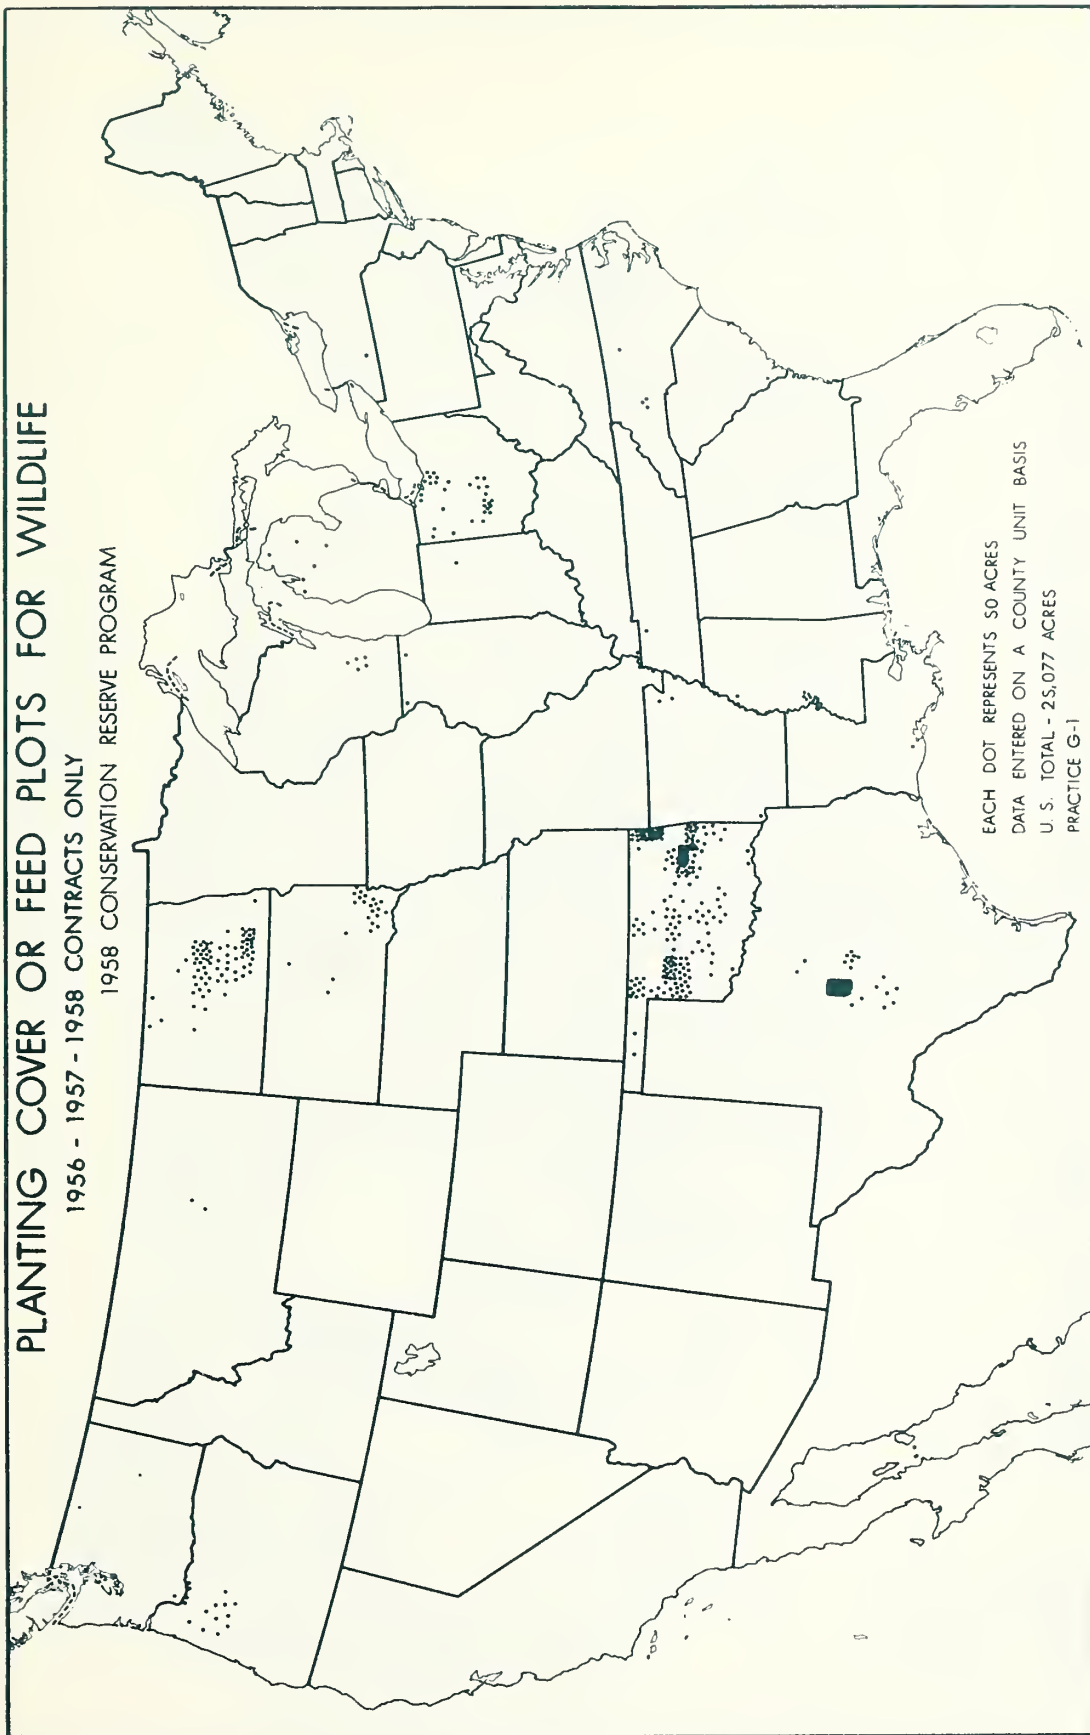 PLANTING COVER OR FEED PLOTS FOR WILDLIFE
1956 - 1957 - 1958 CONTRACTS ONLY
1958 CONSERVATION RESERVE PROGRAM
EACH DOT REPRESENTS 50 ACRES
DATA ENTERED ON A COUNTY UNIT BASIS
U. S. TOTAL - 25,077 ACRES
PRACTICE G-1